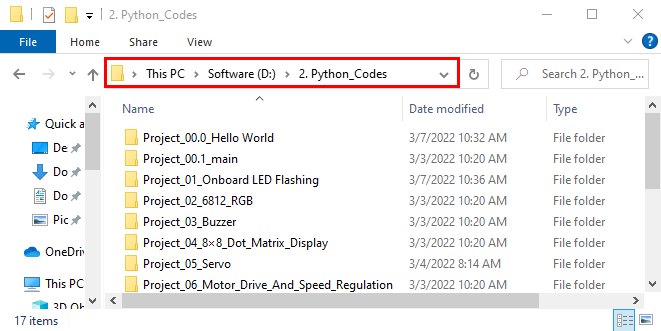 2. Python_Codes
File Home Share View
This PC > Software (D:) > 2. Python_Codes
Search 2. Python_...
Name Date modified Type
Quick a
De
Do
Do
Pic
OneDriv
This PC
3D Ob
Project_00.0_Hello World 3/7/2022 10:32 AM File folder
Project_00.1_main 3/3/2022 10:20 AM File folder
Project_01_Onboard LED Flashing 3/7/2022 10:36 AM File folder
Project_02_6812_RGB 3/3/2022 10:20 AM File folder
Project_03_Buzzer 3/3/2022 10:20 AM File folder
Project_04_8×8_Dot_Matrix_Display 3/3/2022 10:20 AM File folder
Project_05_Servo 3/4/2022 8:14 AM File folder
Project_06_Motor_Drive_And_Speed_Regulation 3/3/2022 10:20 AM File folder
17 items